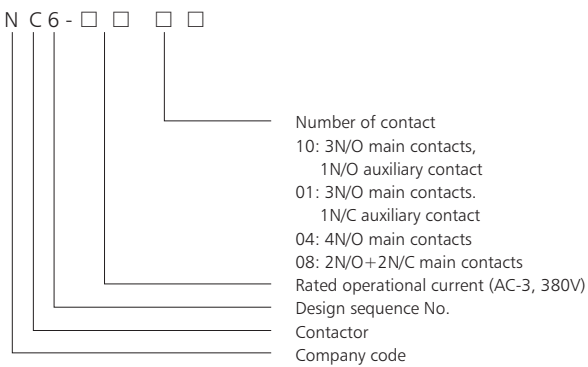 N C 6 - □ □ □ □
Number of contact
10: 3N/O main contacts,
1N/O auxiliary contact
01: 3N/O main contacts.
1N/C auxiliary contact
04: 4N/O main contacts
08: 2N/O+2N/C main contacts
Rated operational current (AC-3, 380V)
Design sequence No.
Contactor
Company code